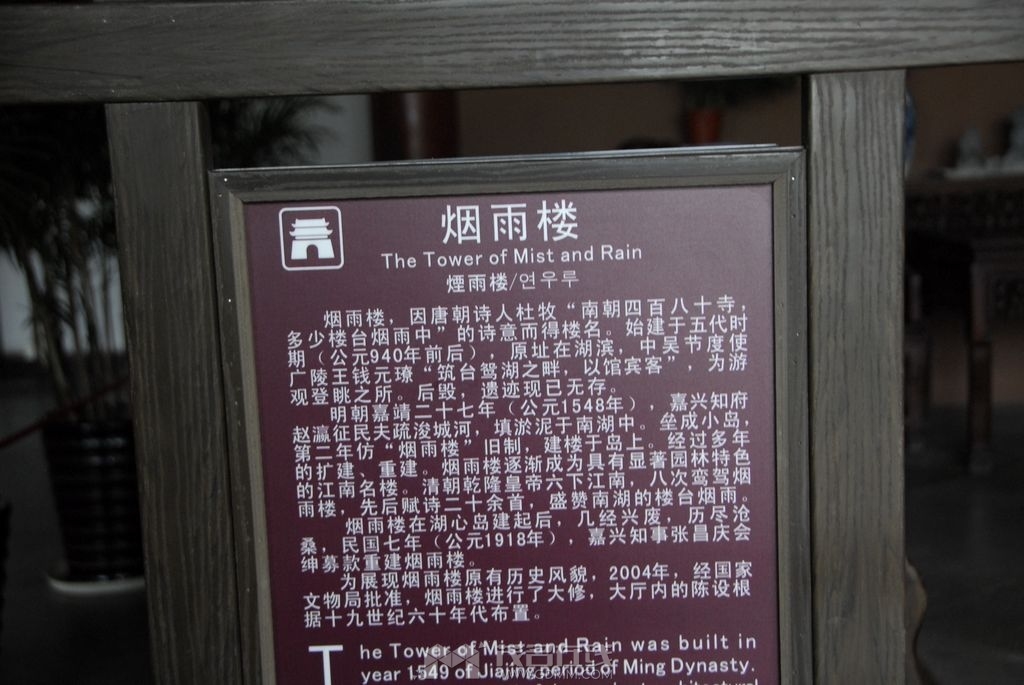 烟雨楼
The Tower of Mist and Rain
煙雨楼/연우루
烟雨楼，因唐朝诗人杜牧“南朝四百八十寺，
多少楼台烟雨中”的诗意而得楼名。始建于五代时
期（公元940年前后），原址在湖滨，中吴节度使
广陵王钱元璙“筑台鸳湖之畔，以馆宾客”，为游
观登眺之所。后毁，遗迹现已无存。
明朝嘉靖二十七年（公元1548年），嘉兴知府
赵瀛征民夫疏浚城河，填淤泥于南湖中。垒成小岛，
第二年仿“烟雨楼”旧制，建楼于岛上。经过多年
的扩建、重建。烟雨楼逐渐成为具有显著园林特色
的江南名楼。清朝乾隆皇帝六下江南，八次鸾驾烟
雨楼，先后赋诗二十余首，盛赞南湖的楼台烟雨。
烟雨楼在湖心岛建起后，几经兴废，历尽沧
桑，民国七年（公元1918年），嘉兴知事张昌庆会
绅募款重建烟雨楼。
为展现烟雨楼原有历史风貌，2004年，经国家
文物局批准，烟雨楼进行了大修，大厅内的陈设根
据十九世纪六十年代布置。
The Tower of Mist and Rain was built in
year 1549 of Jiajing period of Ming Dynasty.